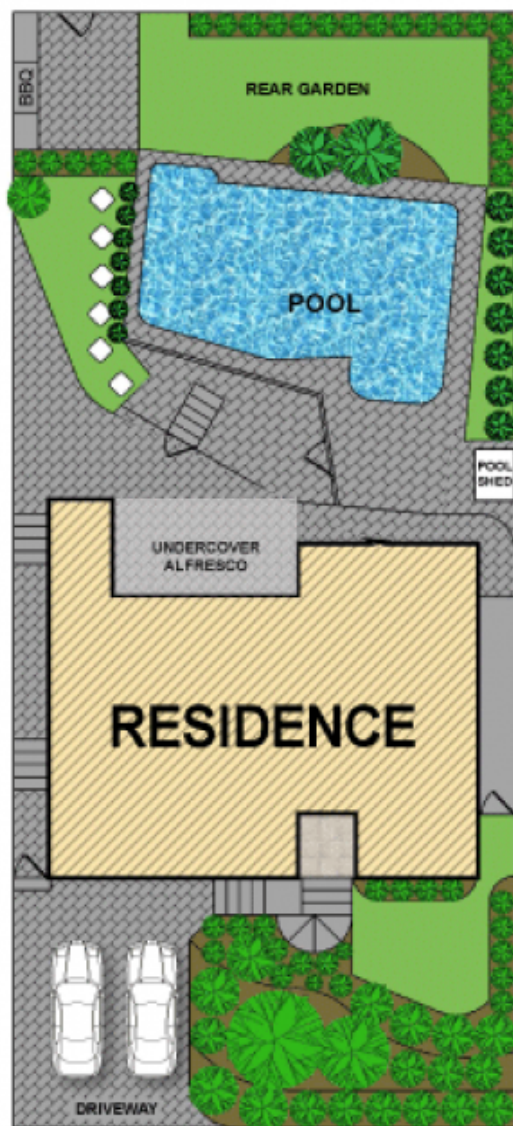 BBQ
REAR GARDEN
POOL
POOL
SHED
UNDERCOVER
ALFRESCO
RESIDENCE
DRIVEWAY